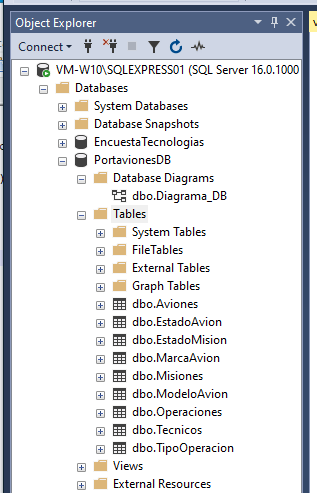 Object Explorer
Connect
VM-W10\SQLEXPRESS01 (SQL Server 16.0.1000
Databases
System Databases
Database Snapshots
EncuestaTecnologias
PortavionesDB
Database Diagrams
dbo.Diagrama_DB
Tables
System Tables
FileTables
External Tables
Graph Tables
dbo.Aviones
dbo.EstadoAvion
dbo.EstadoMision
dbo.MarcaAvion
dbo.Misiones
dbo.ModeloAvion
dbo.Operaciones
dbo.Tecnicos
dbo.TipoOperacion
Views
External Resources